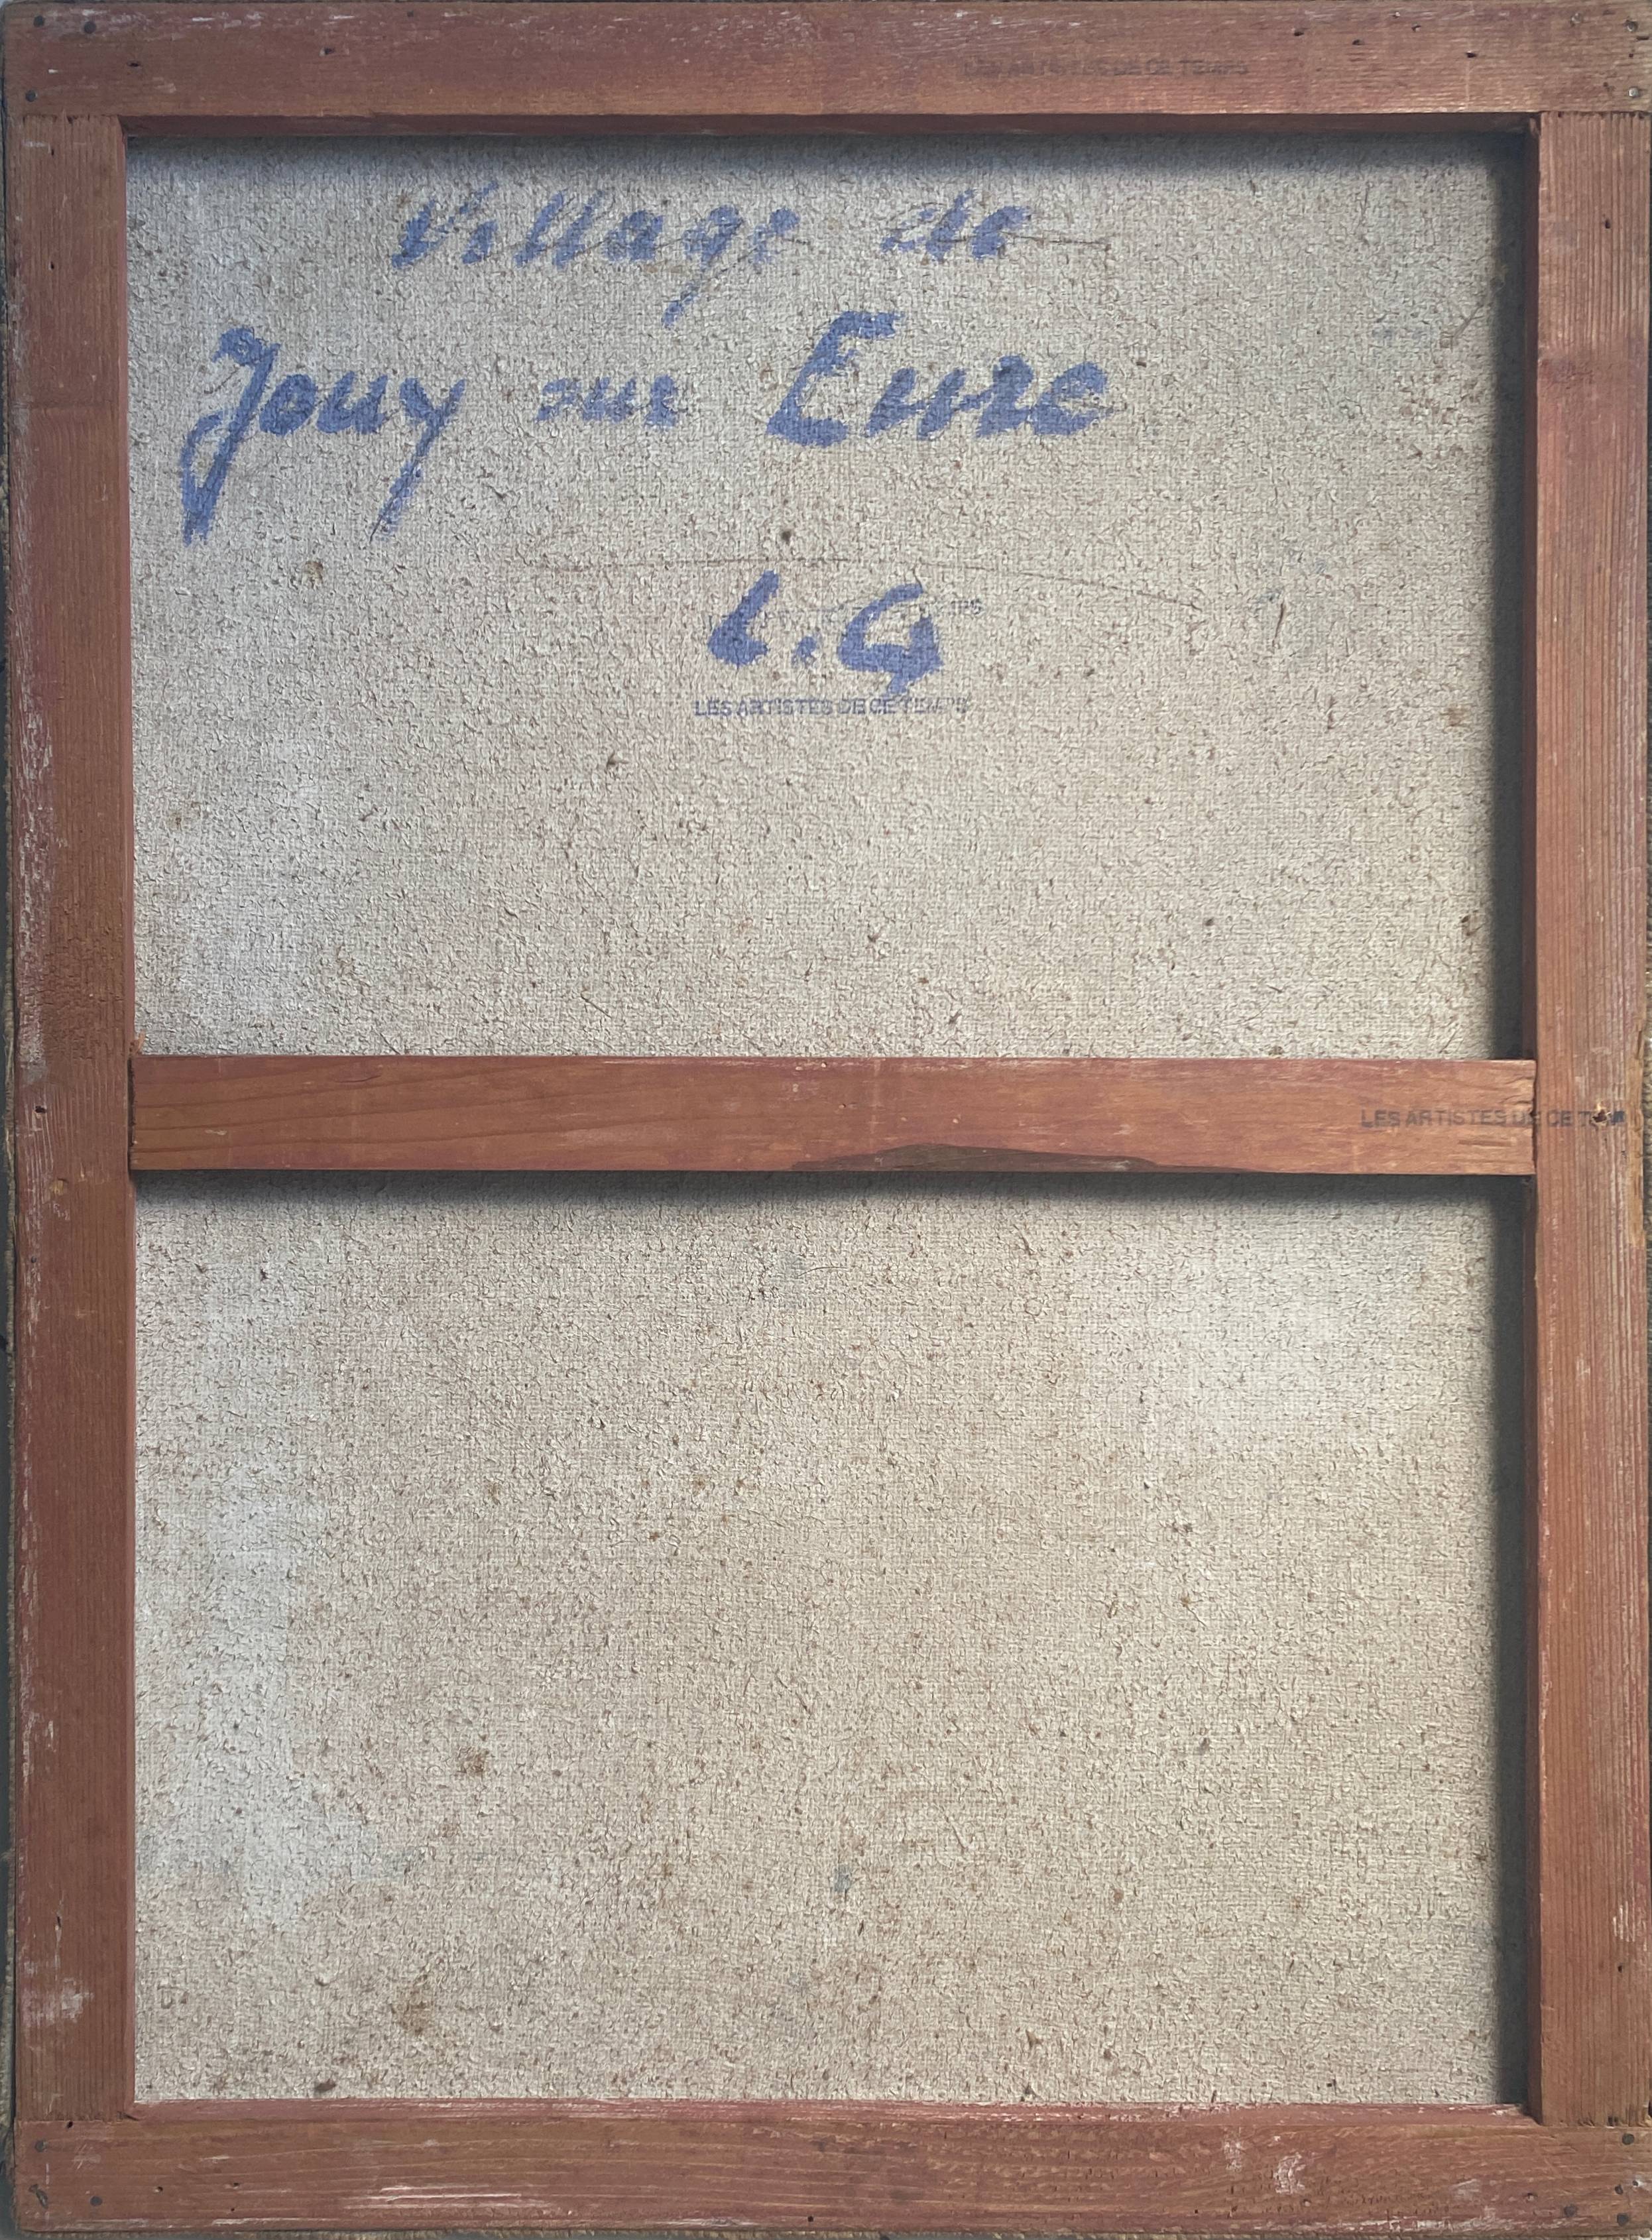 LES ARTISTES DE CE TEMPS
Village de
Jouy sur Eure
L.G
LES ARTISTES DE CE TEMPS
LES ARTISTES DE CE TEM